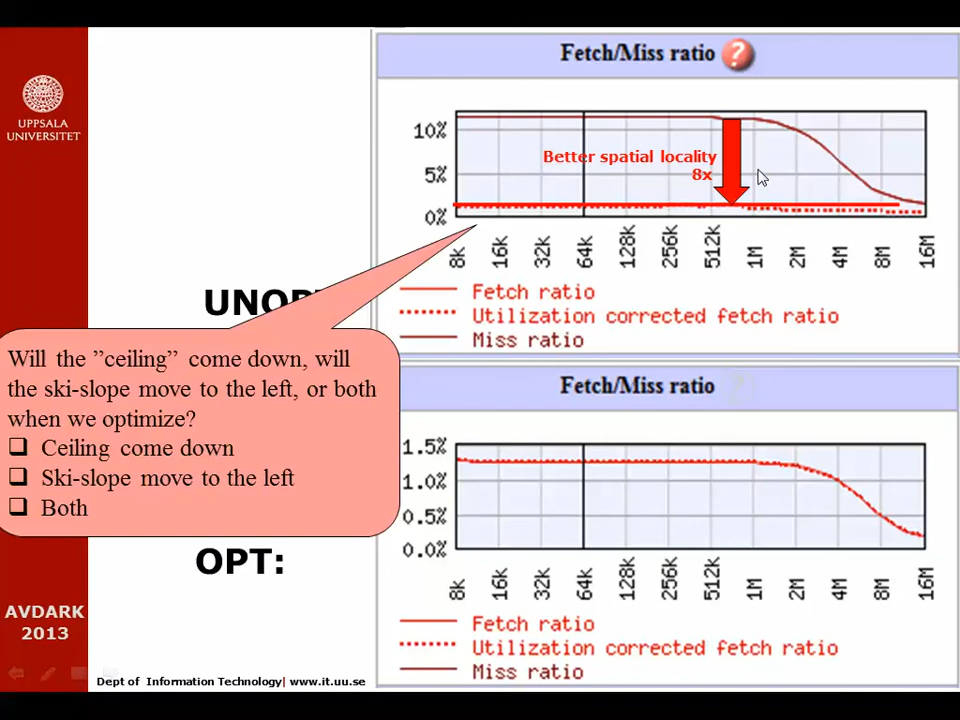 UPPSALA
UNIVERSITET
Fetch/Miss ratio ?
10%
5%
0%
Better spatial locality
8x
8k 16k 32k 64k 128k 256k 512k 1M 2M 4M 8M 16M
Fetch ratio
Utilization corrected fetch ratio
Miss ratio
Will the ”ceiling” come down, will
the ski-slope move to the left, or both
when we optimize?
❑ Ceiling come down
❑ Ski-slope move to the left
❑ Both
Fetch/Miss ratio
1.5%
1.0%
0.5%
0.0%
8k 16k 32k 64k 128k 256k 512k 1M 2M 4M 8M 16M
OPT:
Fetch ratio
Utilization corrected fetch ratio
Miss ratio
AVDARK
2013
Dept of Information Technology| www.it.uu.se